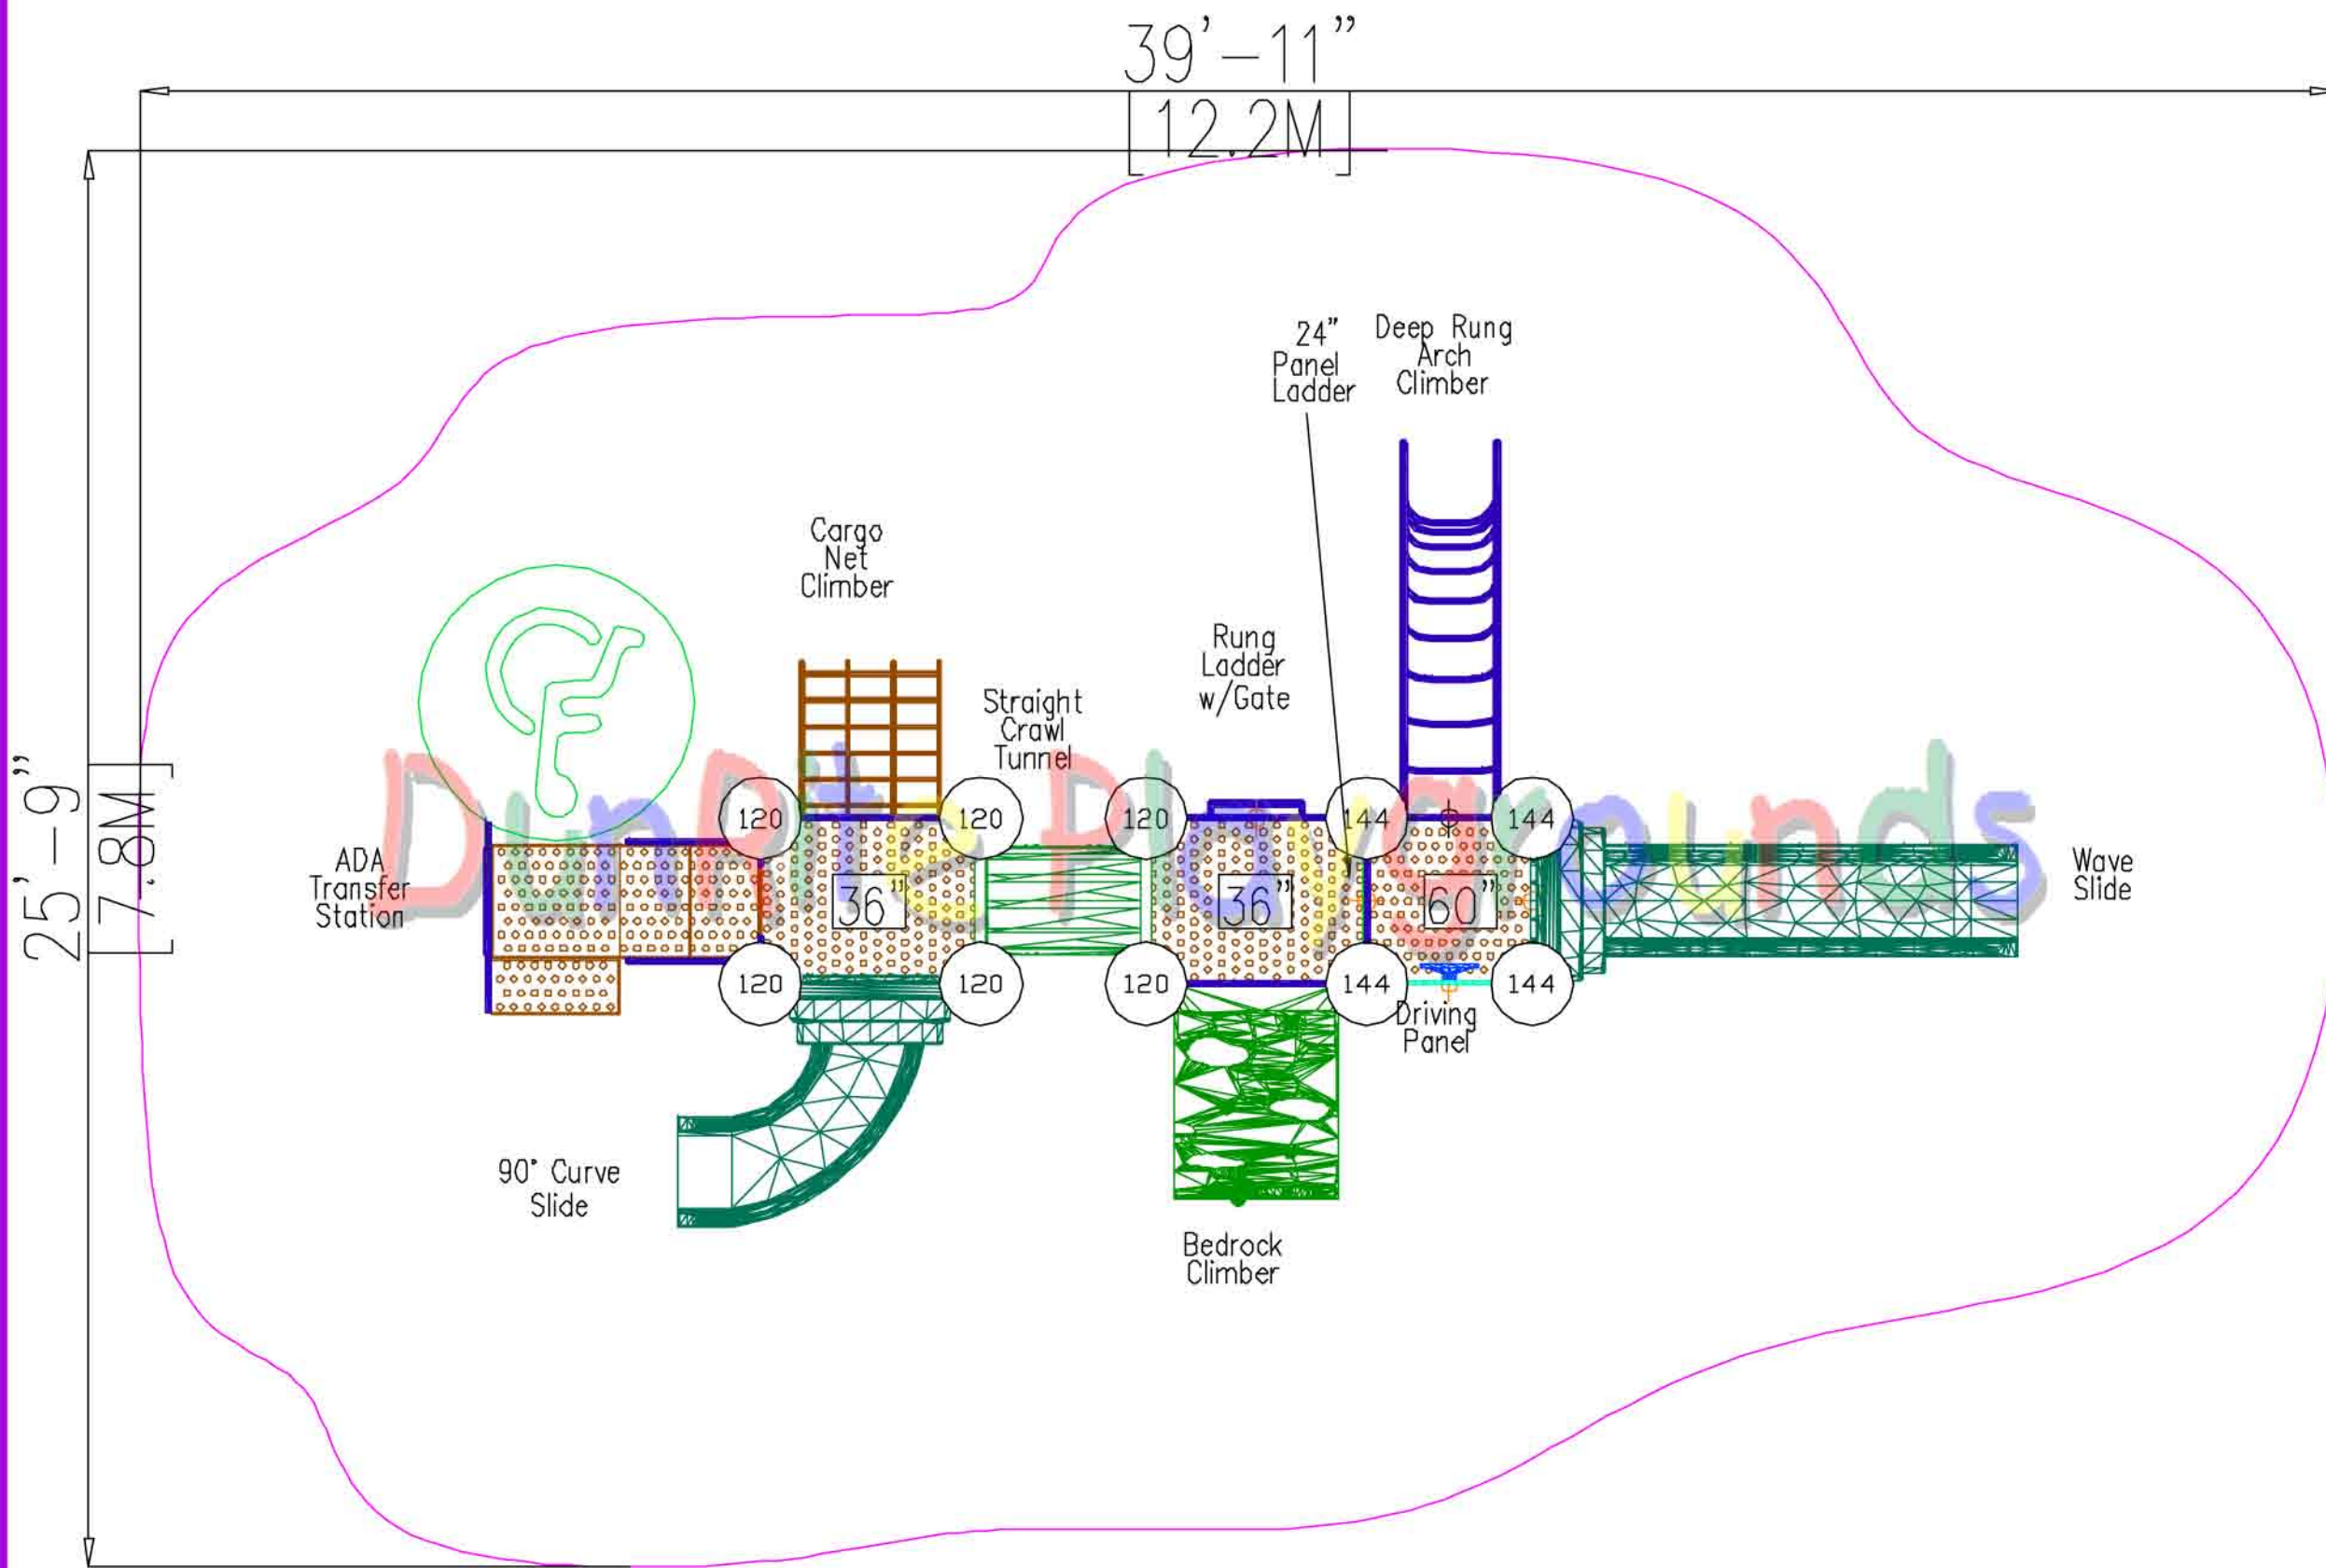 39'-11"
[12.2M]
24"
Panel
Ladder
Deep Rung
Arch
Climber
Cargo
Net
Climber
Rung
Ladder
w/Gate
Straight
Crawl
Tunnel
25'-9"
[7.8M]
DunRite Playgrounds
120
120
120
144
144
ADA
Transfer
Station
36"
36"
60"
Wave
Slide
120
120
120
144
144
Driving
Panel
90° Curve
Slide
Bedrock
Climber